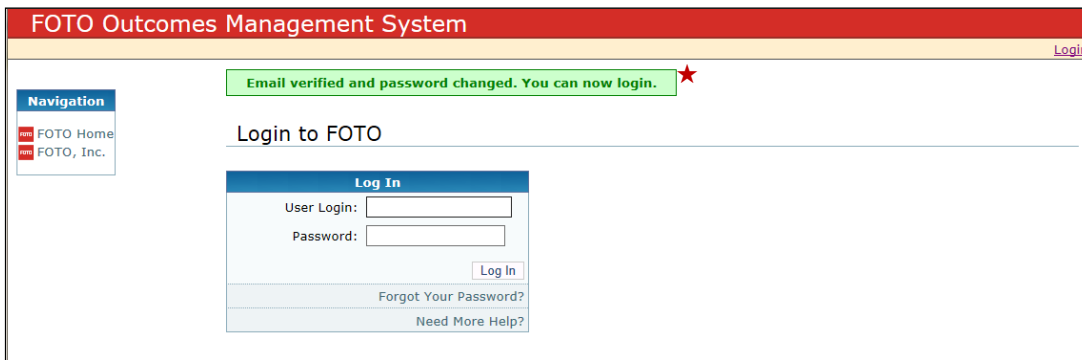 FOTO Outcomes Management System
Email verified and password changed. You can now login.
Navigation
FOTO Home
FOTO, Inc.
Login to FOTO
Log In
User Login:
Password:
Log In
Forgot Your Password?
Need More Help?